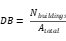 DB = N_buildings / A_total